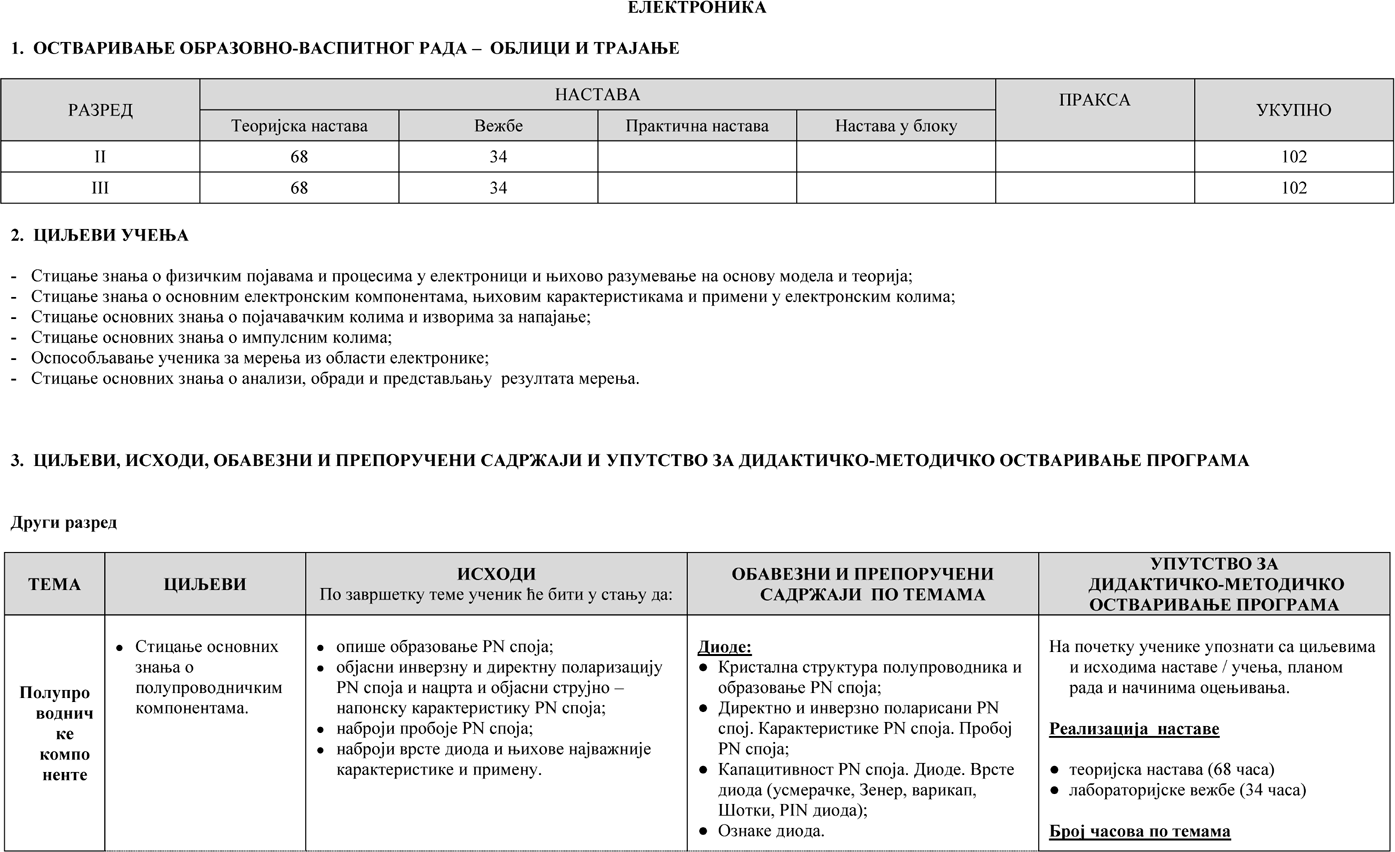 ЕЛЕКТРОНИКА
1. ОСТВАРИВАЊЕ ОБРАЗОВНО-ВАСПИТНОГ РАДА – ОБЛИЦИ И ТРАЈАЊЕ
РАЗРЕД
НАСТАВА
ПРАКСА
УКУПНО
Теоријска настава
Вежбе
Практична настава
Настава у блоку
II 68 34 102
III 68 34 102
2. ЦИЉЕВИ УЧЕЊА
- Стицање знања о физичким појавама и процесима у електроници и њихово разумевање на основу модела и теорија;
- Стицање знања о основним електронским компонентама, њиховим карактеристикама и примени у електронским колима;
- Стицање основних знања о појачавачким колима и изворима за напајање;
- Стицање основних знања о импулсним колима;
- Оспособљавање ученика за мерења из области електронике;
- Стицање основних знања о анализи, обради и представљању резултата мерења.
3. ЦИЉЕВИ, ИСХОДИ, ОБАВЕЗНИ И ПРЕПОРУЧЕНИ САДРЖАЈИ И УПУТСТВО ЗА ДИДАКТИЧКО-МЕТОДИЧКО ОСТВАРИВАЊЕ ПРОГРАМА
Други разред
ТЕМА
ЦИЉЕВИ
ИСХОДИ
По завршетку теме ученик ће бити у стању да:
ОБАВЕЗНИ И ПРЕПОРУЧЕНИ
САДРЖАЈИ ПО ТЕМАМА
УПУТСТВО ЗА
ДИДАКТИЧКО-МЕТОДИЧКО
ОСТВАРИВАЊЕ ПРОГРАМА
Полупро
воднич
ке
компо
ненте
● Стицање основних
знања о
полупроводничким
компонентама.
● опише образовање PN споја;
● објасни инверзну и директну поларизацију
PN споја и нацрта и објасни струјно –
напонску карактеристику PN споја;
● наброји пробоје PN споја;
● наброји врсте диода и њихове најважније
карактеристике и примену.
Диоде:
● Кристална структура полупроводника и
образовање PN споја;
● Директно и инверзно поларисани PN
спој. Карактеристике PN споја. Пробој
PN споја;
● Капацитивност PN споја. Диоде. Врсте
диода (усмерачке, Зенер, варикап,
Шотки, PIN диода);
● Ознаке диода.
На почетку ученике упознати са циљевима
и исходима наставе / учења, планом
рада и начинима оцењивања.
Реализација наставе
● теоријска настава (68 часа)
● лабораторијске вежбе (34 часа)
Број часова по темама